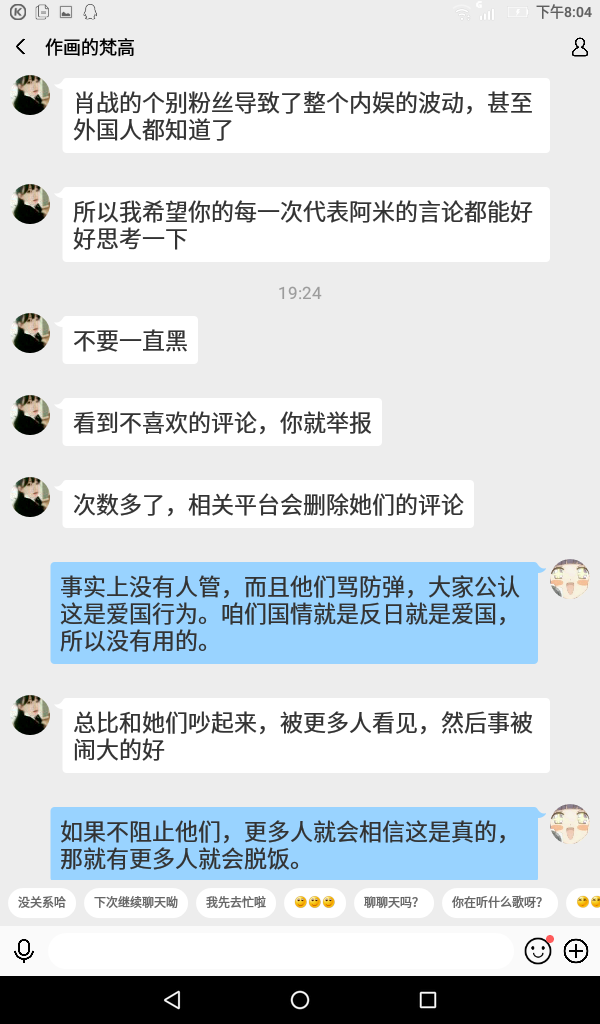 下午8:04
作画的梵高
肖战的个别粉丝导致了整个内娱的波动，甚至
外国人都知道了
所以我希望你的每一次代表阿米的言论都能好
好思考一下
19:24
不要一直黑
看到不喜欢的评论，你就举报
次数多了，相关平台会删除她们的评论
事实上没有人管，而且他们骂防弹，大家公认
这是爱国行为。咱们国情就是反日就是爱国，
所以没有用的。
总比和她们吵起来，被更多人看见，然后事被
闹大的好
如果不阻止他们，更多人就会相信这是真的，
那就有更多人就会脱饭。
没关系哈
下次继续聊天呦
我先去忙啦
聊聊天吗？
你在听什么歌呀？